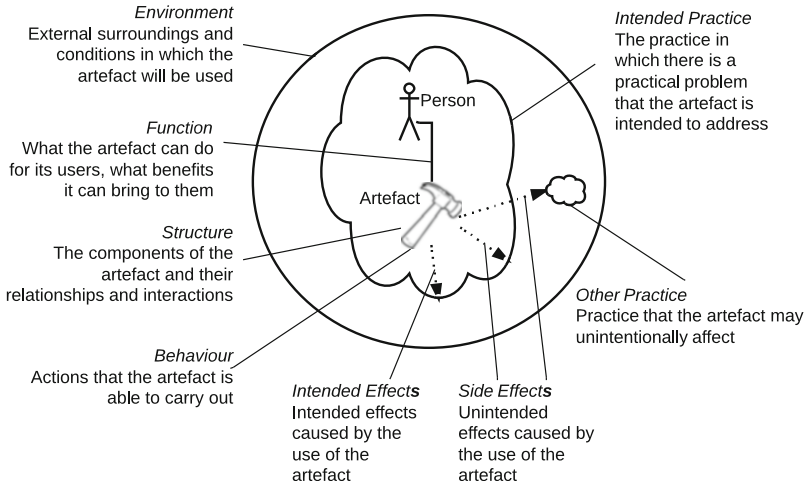 Environment
External surroundings and
conditions in which the
artefact will be used
Function
What the artefact can do
for its users, what benefits
it can bring to them
Structure
The components of the
artefact and their
relationships and interactions
Behaviour
Actions that the artefact is
able to carry out
Person
Artefact
Intended Practice
The practice in
which there is a
practical problem
that the artefact is
intended to address
Other Practice
Practice that the artefact may
unintentionally affect
Intended Effects
Intended effects
caused by the
use of the
artefact
Side Effects
Unintended
effects caused by
the use of the
artefact